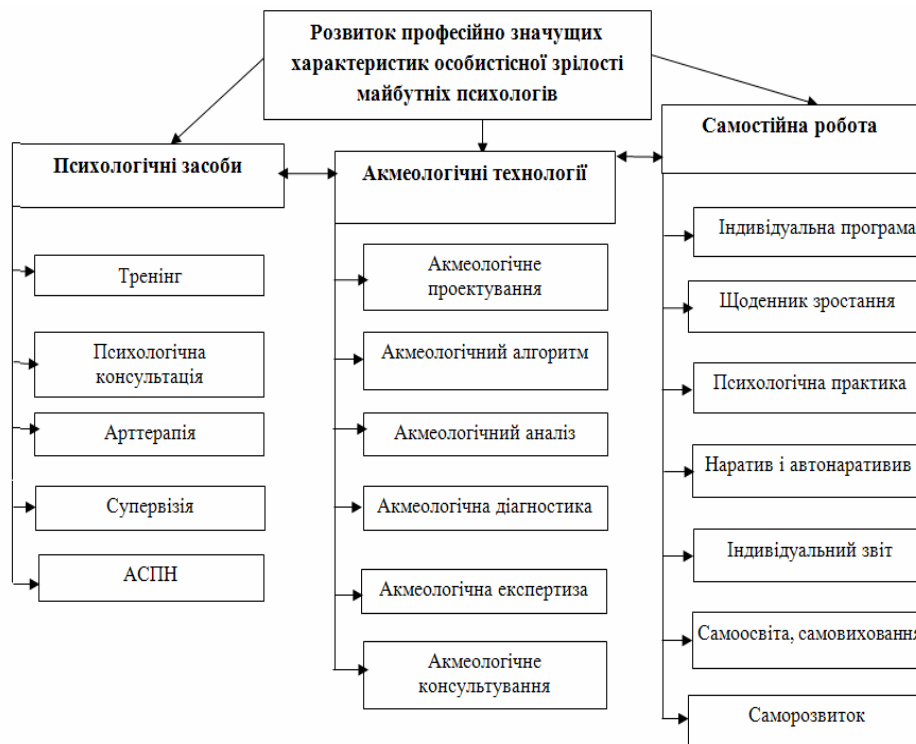 Розвиток професійно значущих
характеристик особистісної зрілості
майбутніх психологів
Психологічні засоби
Тренінг
Психологічна
консультація
Арттерапія
Супервізія
АСПН
Акмеологічні технології
Акмеологічне
проектування
Акмеологічний алгоритм
Акмеологічний аналіз
Акмеологічна діагностика
Акмеологічна експертиза
Акмеологічне
консультування
Самостійна робота
Індивідуальна програма
Щоденник зростання
Психологічна практика
Наратив і автонаративив
Індивідуальний звіт
Самоосвіта, самовиховання
Саморозвиток